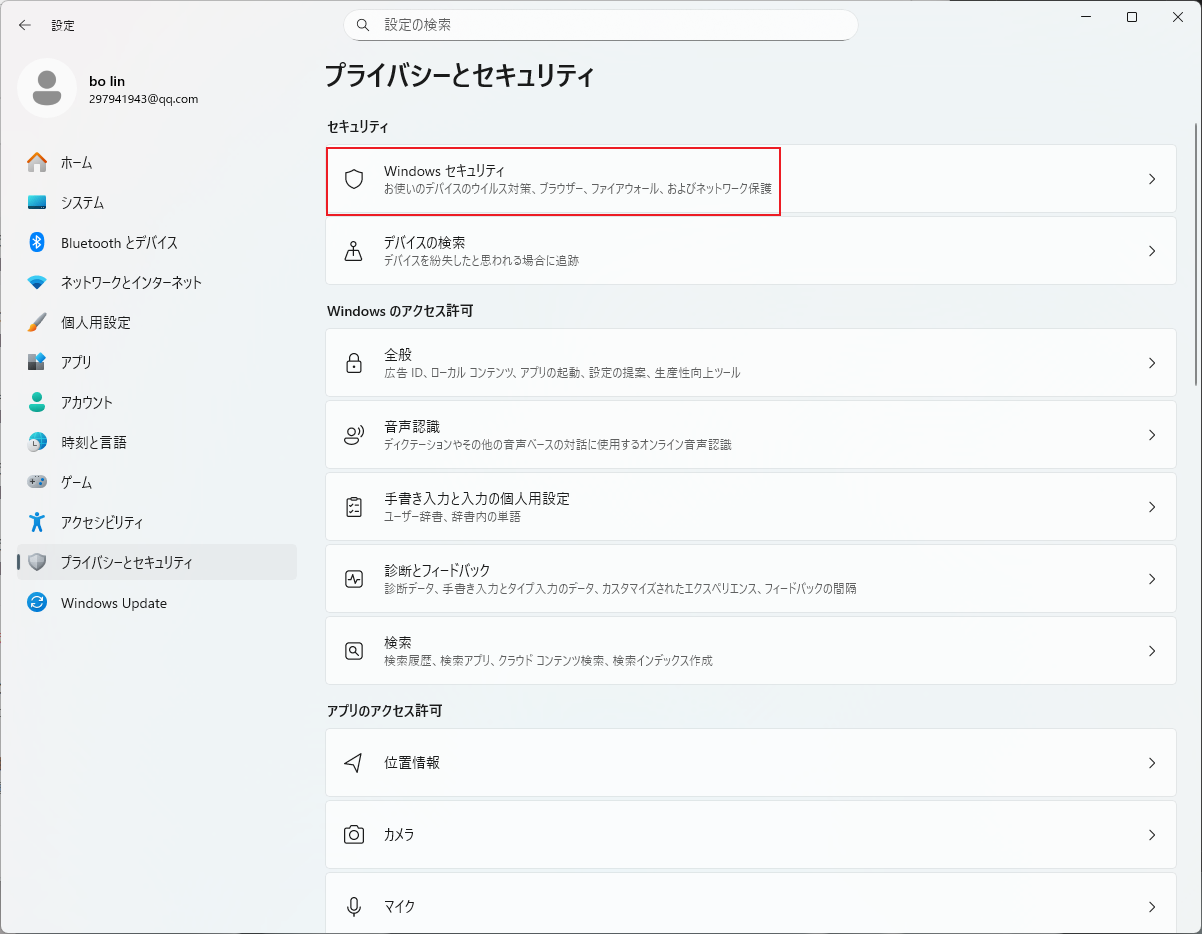 設定
設定の検索
bo lin
297941943@qq.com
ホーム
システム
Bluetooth とデバイス
ネットワークとインターネット
個人用設定
アプリ
アカウント
時刻と言語
ゲーム
アクセシビリティ
プライバシーとセキュリティ
Windows Update
プライバシーとセキュリティ
セキュリティ
Windows セキュリティ
お使いのデバイスのウイルス対策、ブラウザー、ファイアウォール、およびネットワーク保護
デバイスの検索
デバイスを紛失したと思われる場合に追跡
Windows のアクセス許可
全般
広告 ID、ローカル コンテンツ、アプリの起動、設定の提案、生産性向上ツール
音声認識
ディクテーションやその他の音声ベースの対話に使用するオンライン音声認識
手書き入力と入力の個人用設定
ユーザー辞書、辞書内の単語
診断とフィードバック
診断データ、手書き入力とタイプ入力のデータ、カスタマイズされたエクスペリエンス、フィードバックの間隔
検索
検索履歴、検索アプリ、クラウド コンテンツ検索、検索インデックス作成
アプリのアクセス許可
位置情報
カメラ
マイク